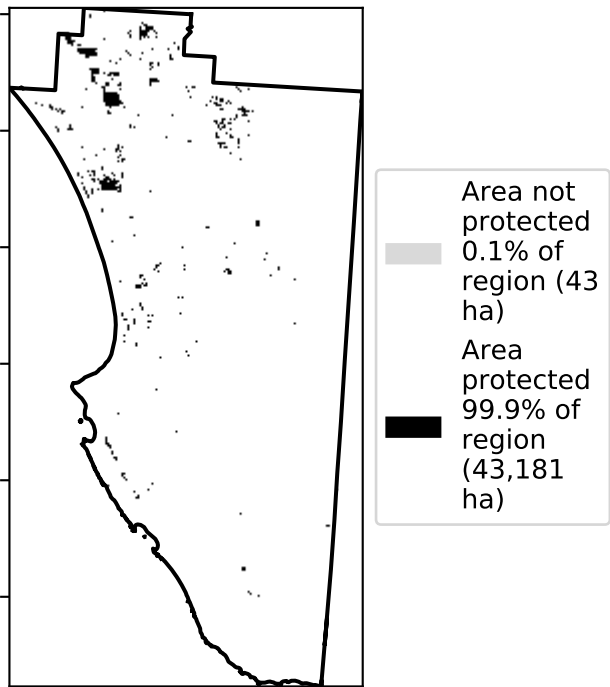 Area not
protected
0.1% of
region (43
ha)
Area
protected
99.9% of
region
(43,181
ha)